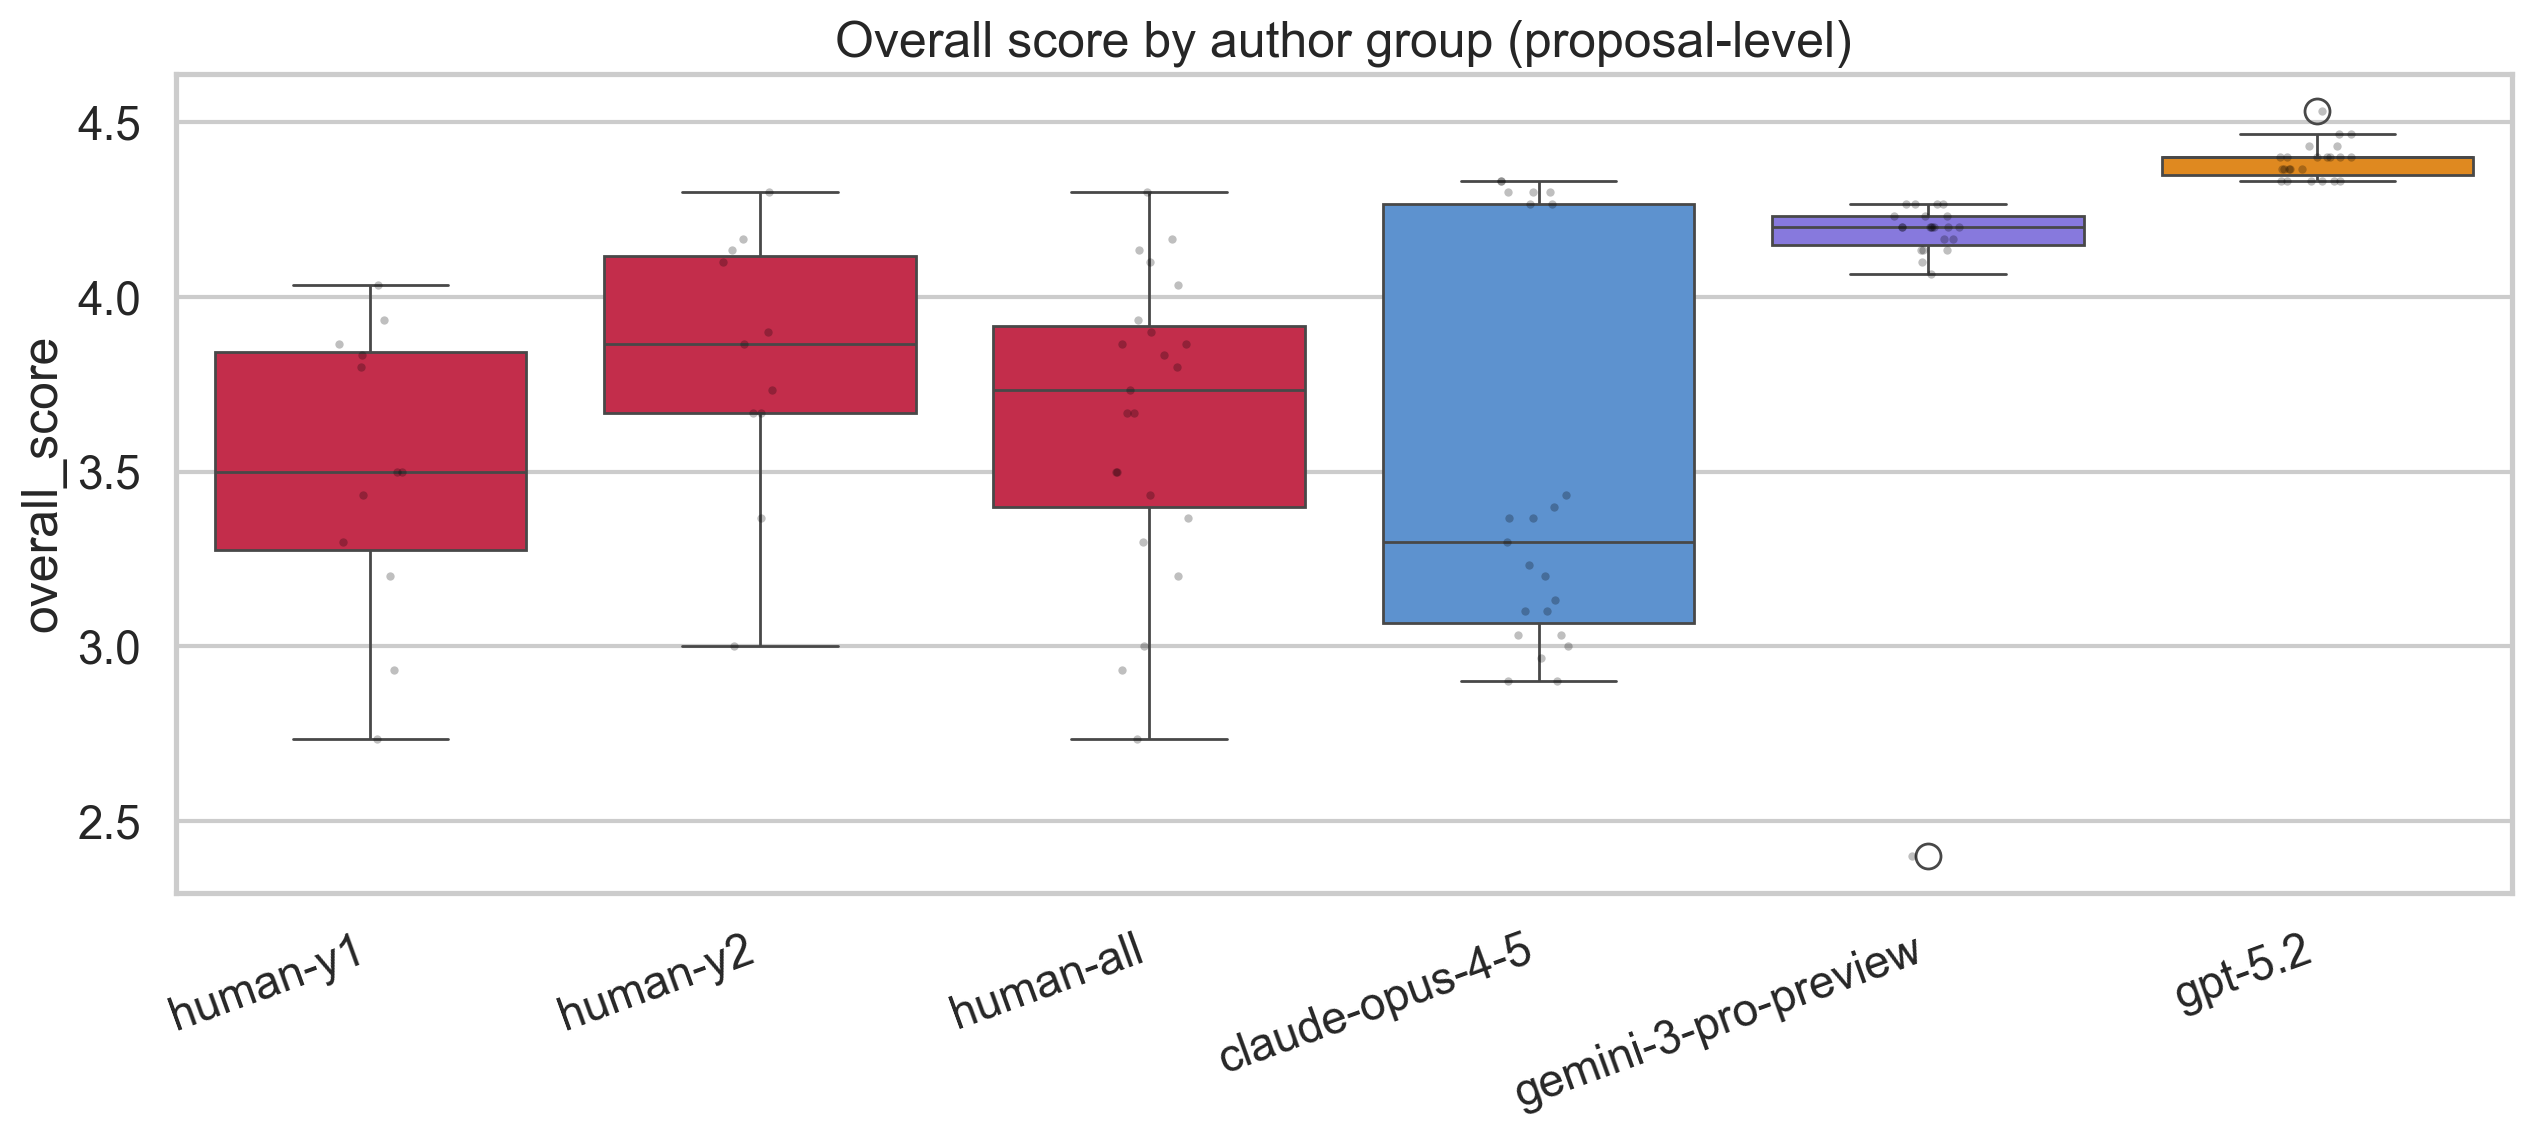 Overall score by author group (proposal-level)
overall_score
4.5
4.0
3.5
3.0
2.5
human-y1
human-y2
human-all
claude-opus-4-5
gemini-3-pro-preview
gpt-5.2